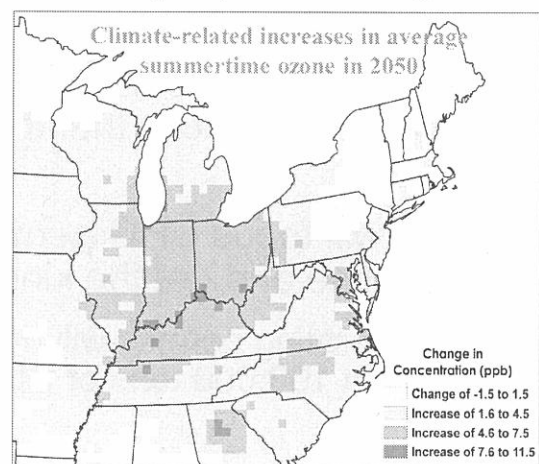 Climate-related increases in average
summertime ozone in 2050
Change in
Concentration (ppb)
Change of -1.5 to 1.5
Increase of 1.6 to 4.5
Increase of 4.6 to 7.5
Increase of 7.6 to 11.5